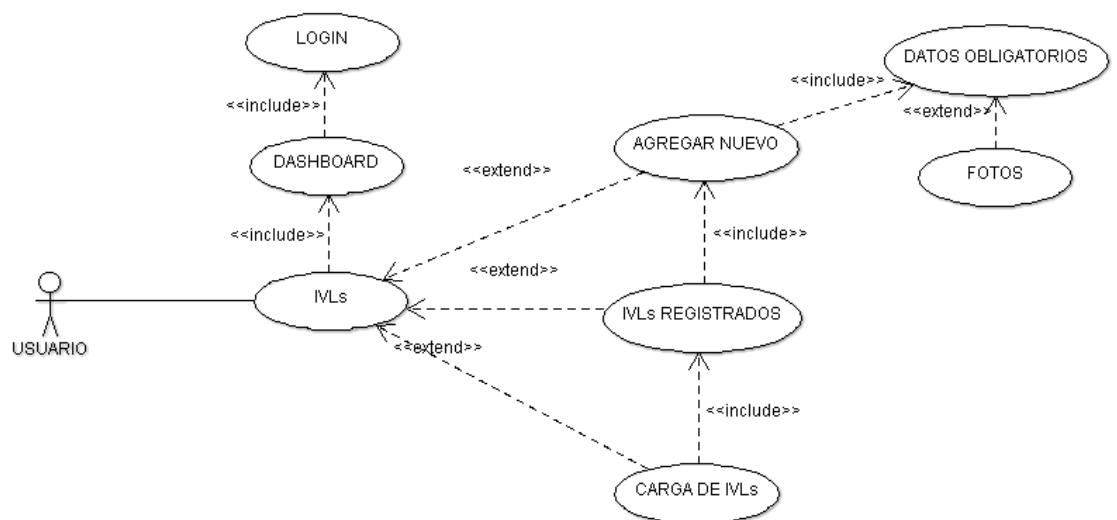 LOGIN
DATOS OBLIGATORIOS
<<include>>
<<include>>
<<extend>>
AGREGAR NUEVO
DASHBOARD
<<extend>>
FOTOS
<<include>>
<<include>>
<<extend>>
IVLs
IVLs REGISTRADOS
USUARIO
<<extend>>
<<include>>
CARGA DE IVLs